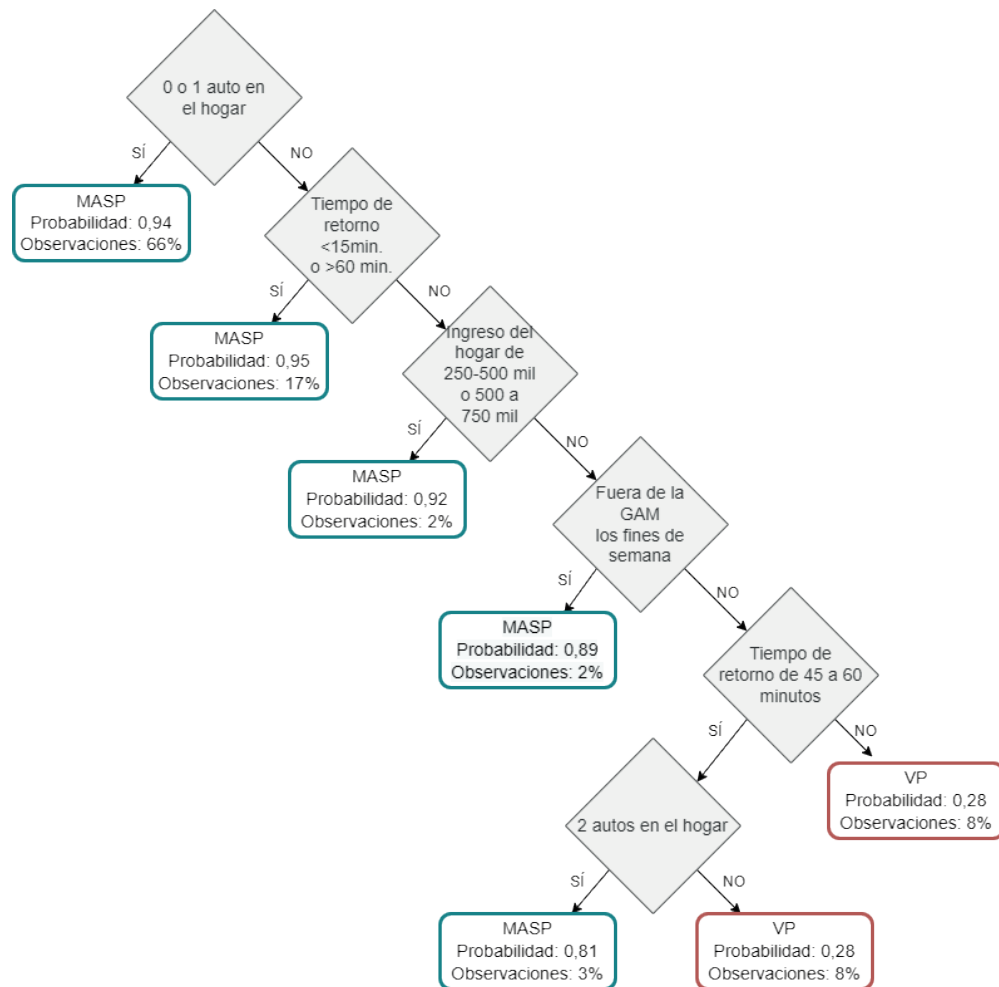 0 o 1 auto en
el hogar
SÍ
NO
MASP
Probabilidad: 0,94
Observaciones: 66%
Tiempo de
retorno
<15min.
o >60 min.
SÍ
NO
MASP
Probabilidad: 0,95
Observaciones: 17%
Ingreso del
hogar de
250-500 mil
o 500 a
750 mil
SÍ
NO
MASP
Probabilidad: 0,92
Observaciones: 2%
Fuera de la
GAM
los fines de
semana
SÍ
NO
MASP
Probabilidad: 0,89
Observaciones: 2%
Tiempo de
retorno de 45 a 60
minutos
SÍ
NO
VP
Probabilidad: 0,28
Observaciones: 8%
2 autos en el hogar
SÍ
NO
MASP
Probabilidad: 0,81
Observaciones: 3%
VP
Probabilidad: 0,28
Observaciones: 8%